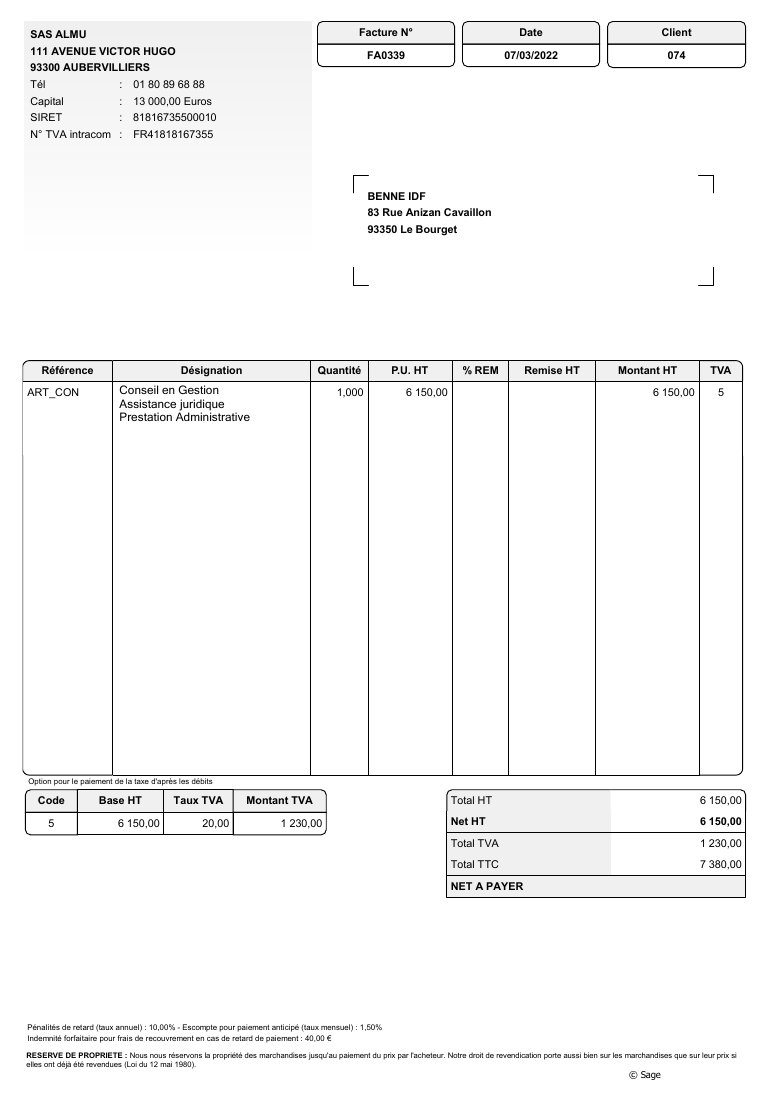 SAS ALMU
111 AVENUE VICTOR HUGO
93300 AUBERVILLIERS
Tél : 01 80 89 68 88
Capital : 13 000,00 Euros
SIRET : 81816735500010
N° TVA intracom : FR41818167355
Facture N° Date Client
FA0339 07/03/2022 074
BENNE IDF
83 Rue Anizan Cavaillon
93350 Le Bourget
Référence Désignation Quantité P.U. HT % REM Remise HT Montant HT TVA
ART_CON Conseil en Gestion 1,000 6 150,00 6 150,00 5
Assistance juridique
Prestation Administrative
Option pour le paiement de la taxe d'après les débits
Code Base HT Taux TVA Montant TVA
5 6 150,00 20,00 1 230,00
Total HT 6 150,00
Net HT 6 150,00
Total TVA 1 230,00
Total TTC 7 380,00
NET A PAYER
Pénalités de retard (taux annuel) : 10,00% - Escompte pour paiement anticipé (taux mensuel) : 1,50%
Indemnité forfaitaire pour frais de recouvrement en cas de retard de paiement : 40,00 €
RESERVE DE PROPRIETE : Nous nous réservons la propriété des marchandises jusqu'au paiement du prix par l'acheteur. Notre droit de revendication porte aussi bien sur les marchandises que sur leur prix si
elles ont déjà été revendues (Loi du 12 mai 1980).
© Sage